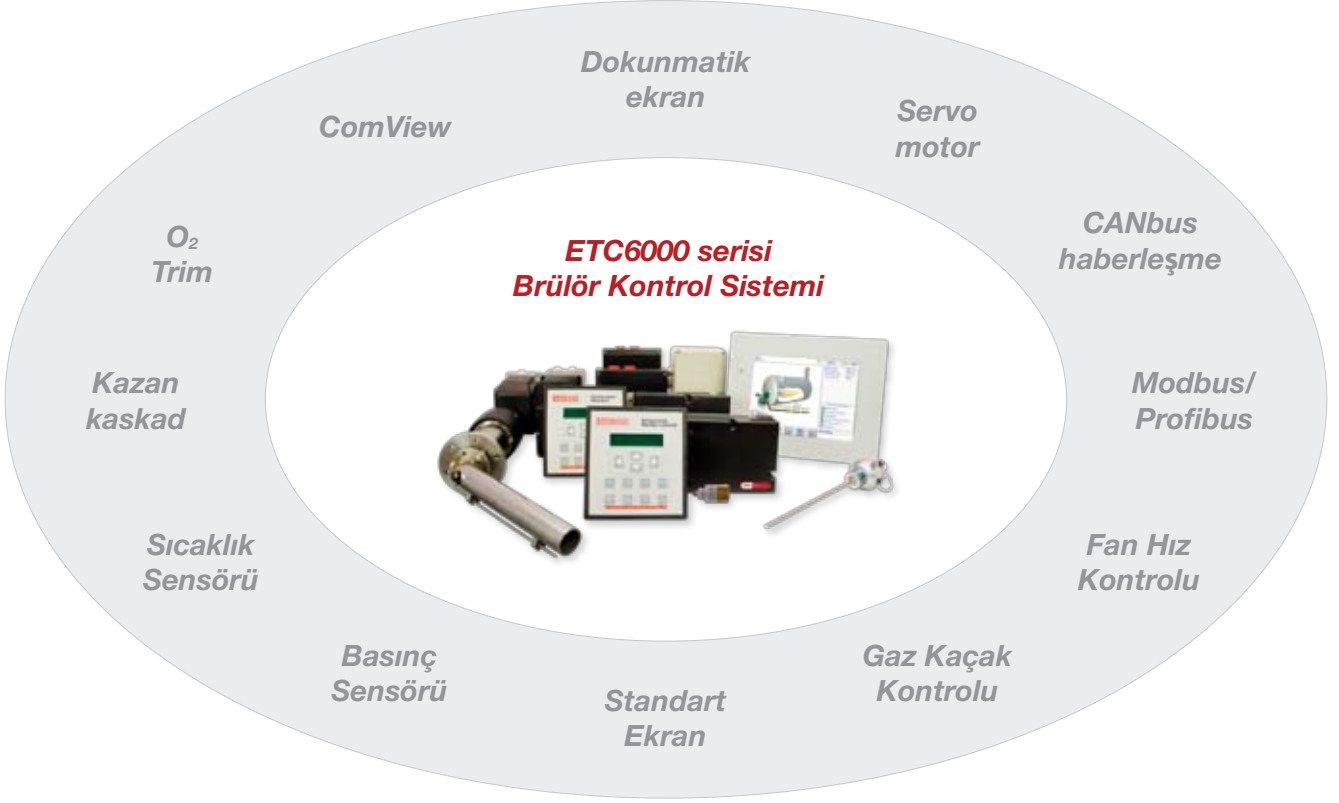 Dokunmatik
ekran
Servo
motor
CANbus
haberleşme
Modbus/
Profibus
Fan Hız
Kontrolu
Gaz Kaçak
Kontrolu
Standart
Ekran
Basınç
Sensörü
Sıcaklık
Sensörü
Kazan
kaskad
O₂
Trim
ComView
ETC6000 serisi
Brülör Kontrol Sistemi